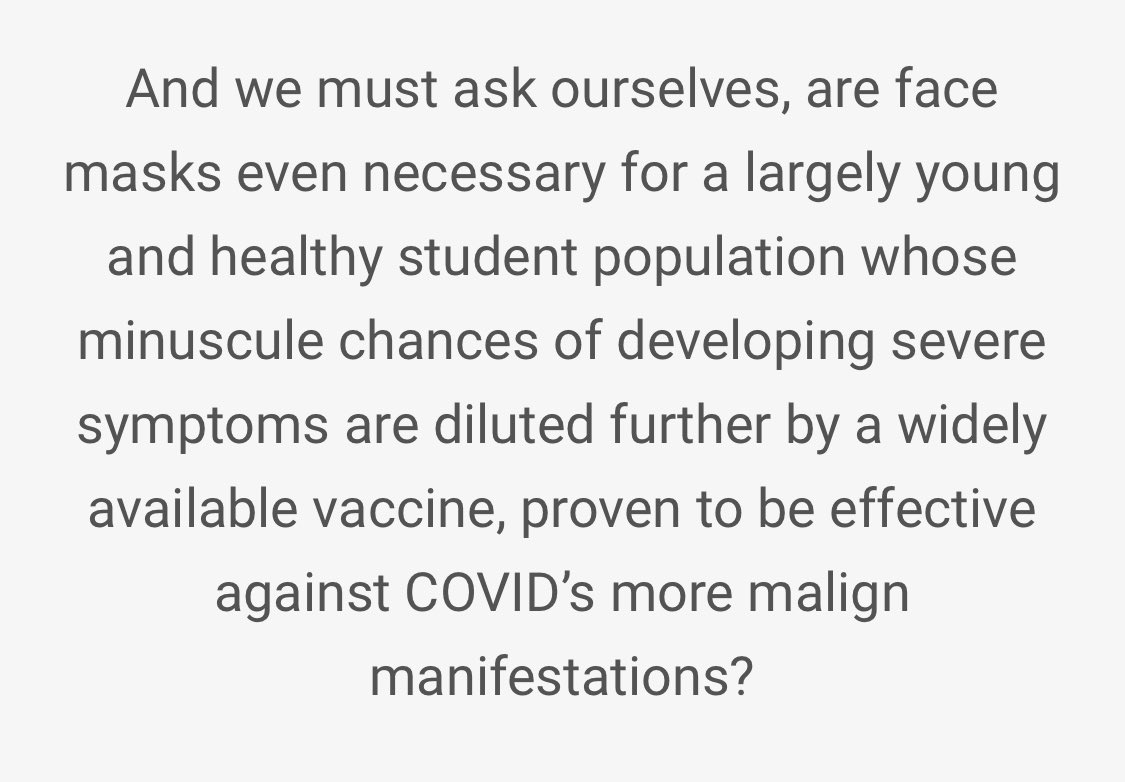 And we must ask ourselves, are face
masks even necessary for a largely young
and healthy student population whose
minuscule chances of developing severe
symptoms are diluted further by a widely
available vaccine, proven to be effective
against COVID’s more malign
manifestations?